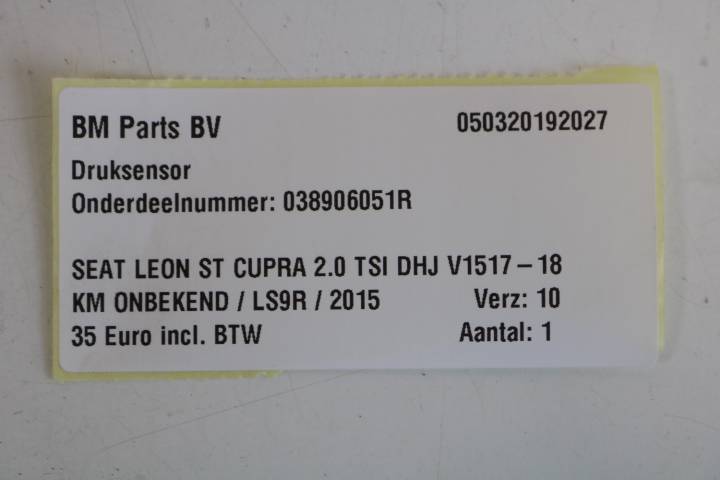 BM Parts BV 050320192027
Druksensor
Onderdeelnummer: 038906051R
SEAT LEON ST CUPRA 2.0 TSI DHJ V1517 – 18
KM ONBEKEND / LS9R / 2015 Verz: 10
35 Euro incl. BTW Aantal: 1